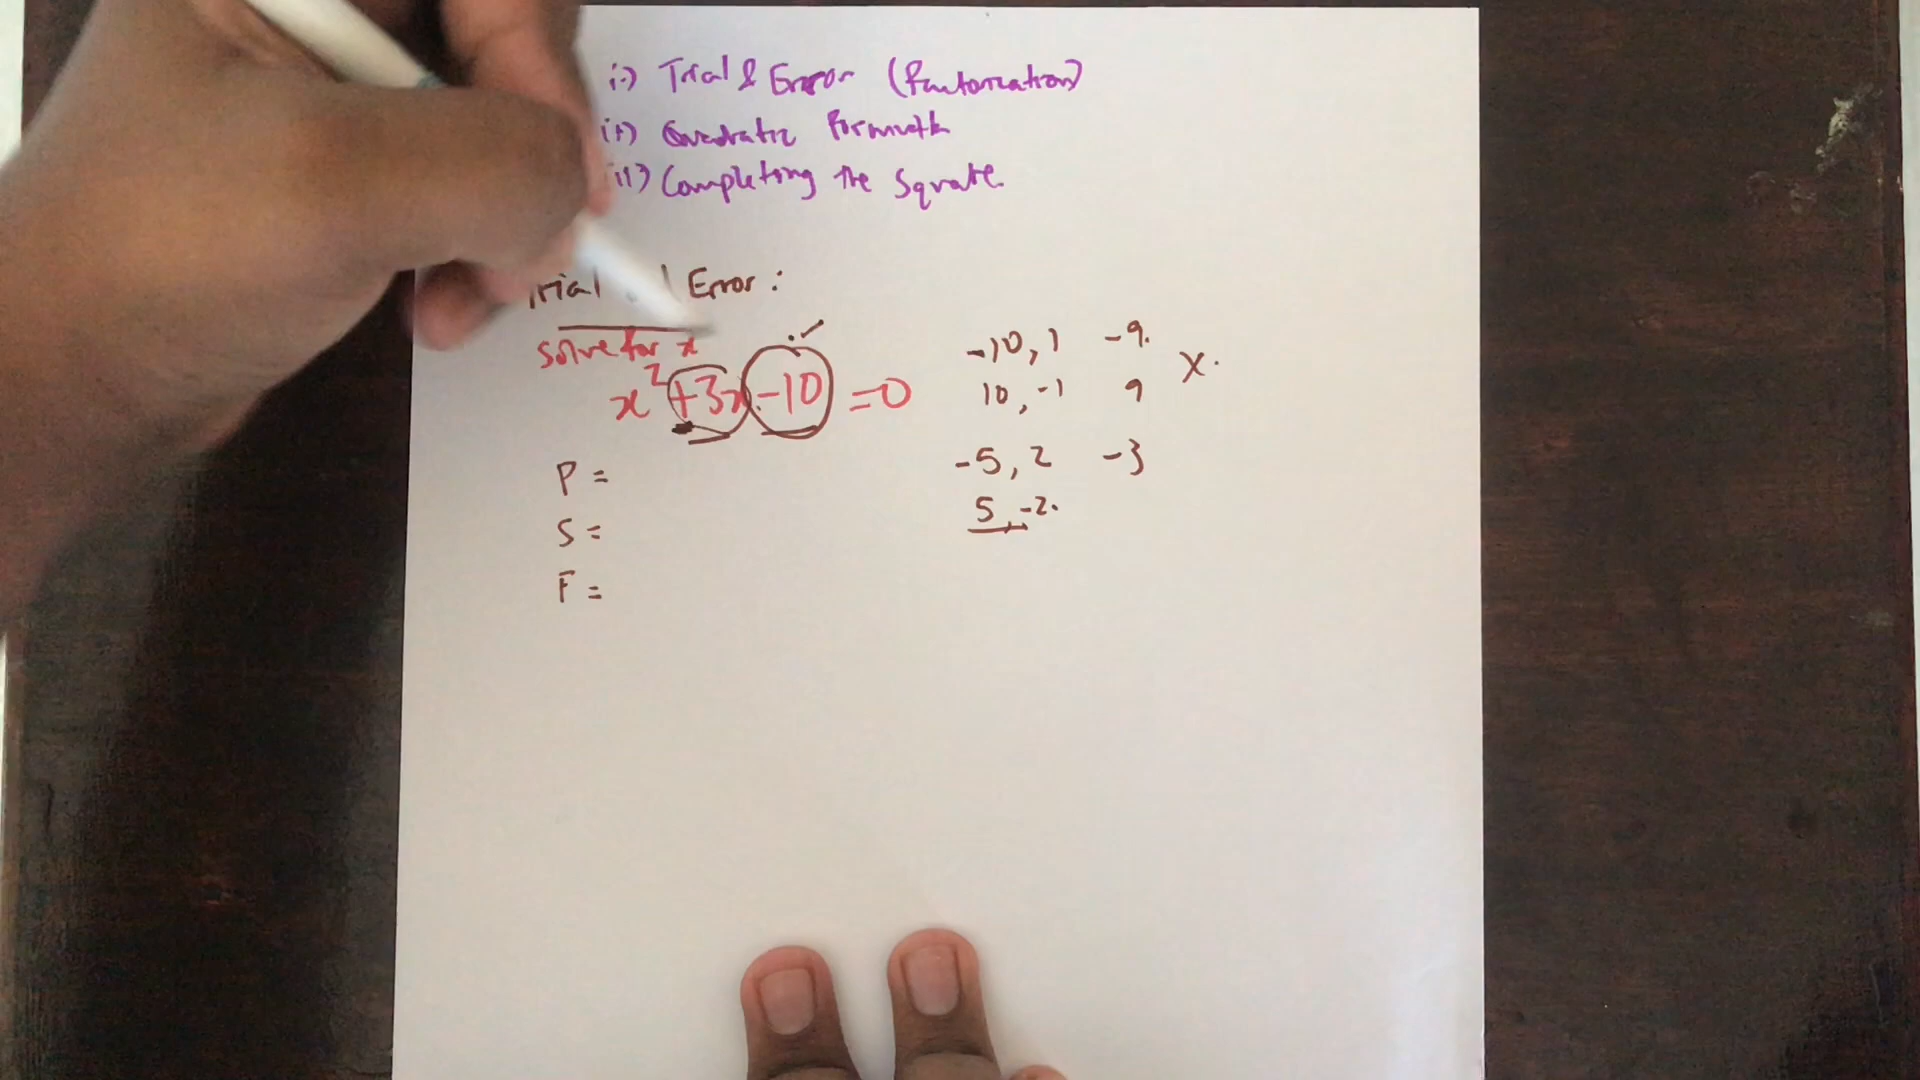 i.) Trial & Error (Factorization)
ii) Quadratic Formula
iii) Completing the Square.
Trial Error :
Solve for x
x² +3x -10 =0
P =
S =
F =
-10, 1 -9. X.
10, -1 9
-5, 2 -3
5, -2.